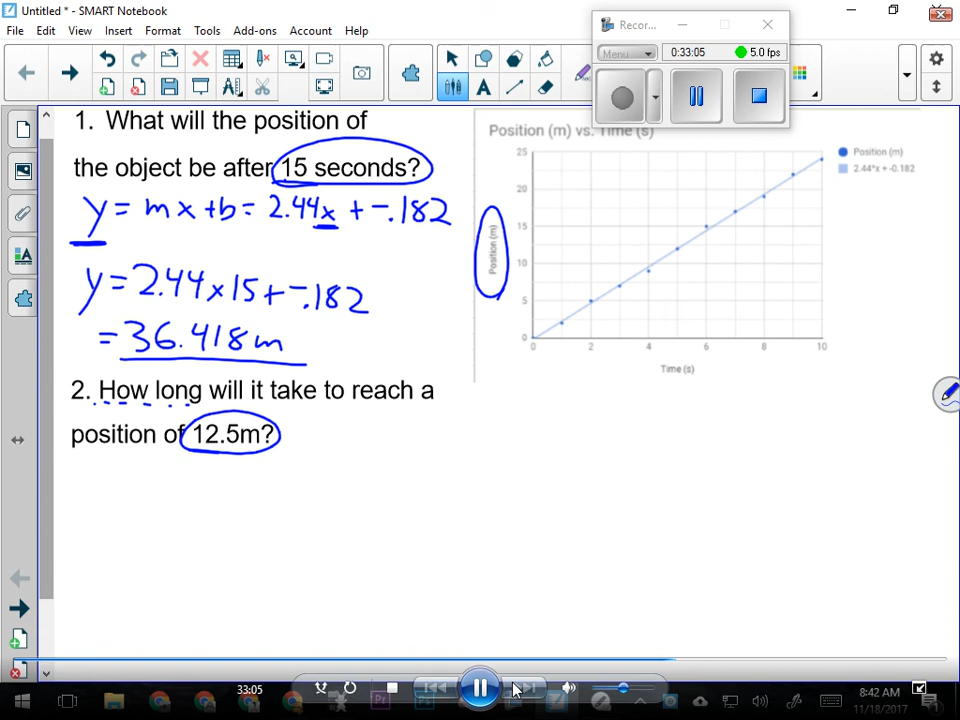 Untitled * - SMART Notebook
File Edit View Insert Format Tools Add-ons Account Help
Recor...
Menu
0:33:05
5.0 fps
1. What will the position of
the object be after 15 seconds?
y = mx+b = 2.44x + -.182
y = 2.44 x 15 + -.182
= 36.418m
2. How long will it take to reach a
position of 12.5m?
Position (m) vs. Time (s)
25
20
15
10
5
0
Position (m)
0 2 4 6 8 10
Time (s)
Position (m)
2.44*x + -0.182
33:05
Pr
Ps
8:42 AM
11/18/2017